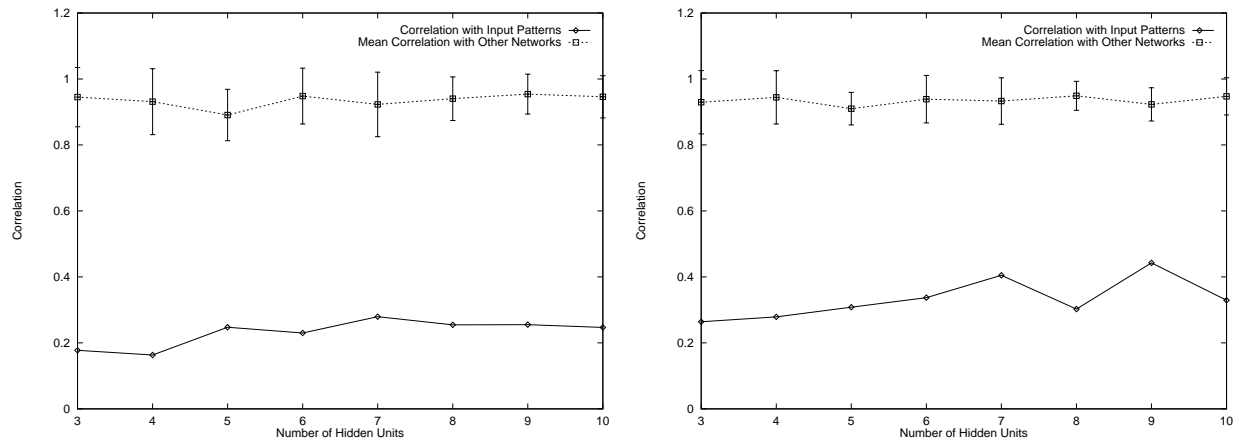 1.2
1
0.8
0.6
0.4
0.2
0
Correlation
Correlation with Input Patterns
Mean Correlation with Other Networks
3 4 5 6 7 8 9 10
Number of Hidden Units
1.2
1
0.8
0.6
0.4
0.2
0
Correlation
Correlation with Input Patterns
Mean Correlation with Other Networks
3 4 5 6 7 8 9 10
Number of Hidden Units